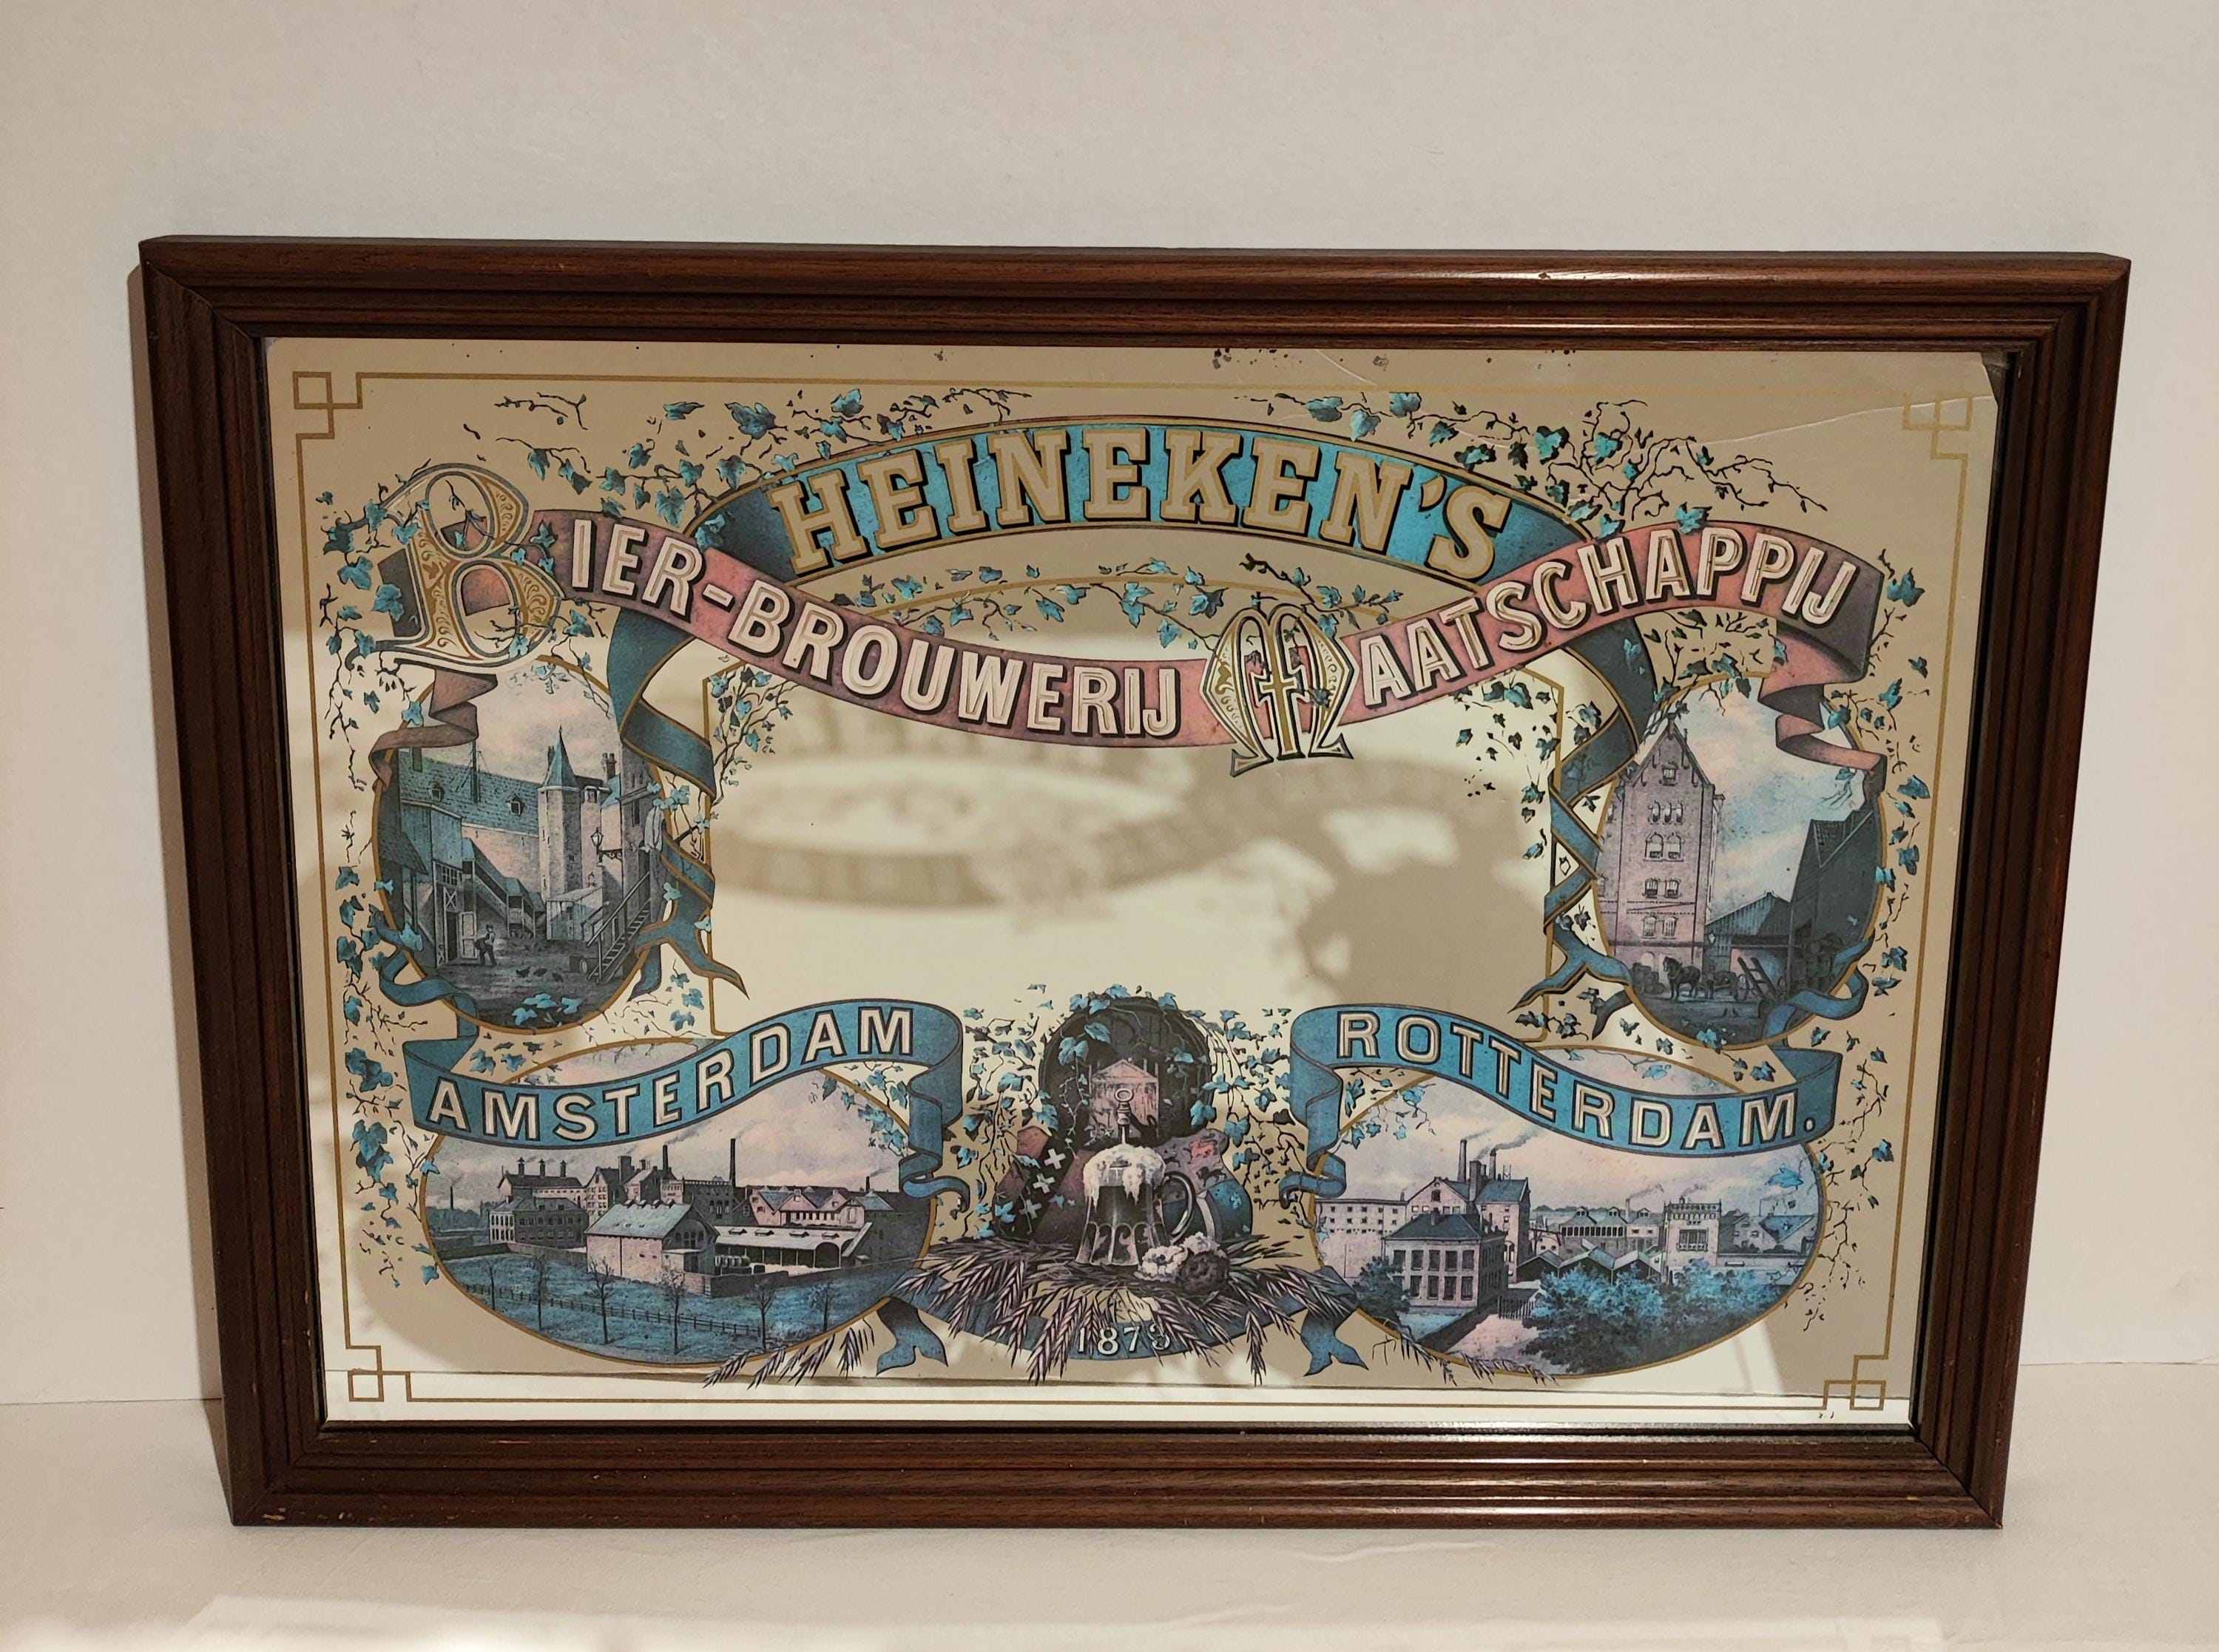 HEINEKEN'S
BIER-BROUWERIJ MAATSCHAPPIJ
AMSTERDAM
ROTTERDAM.
1873